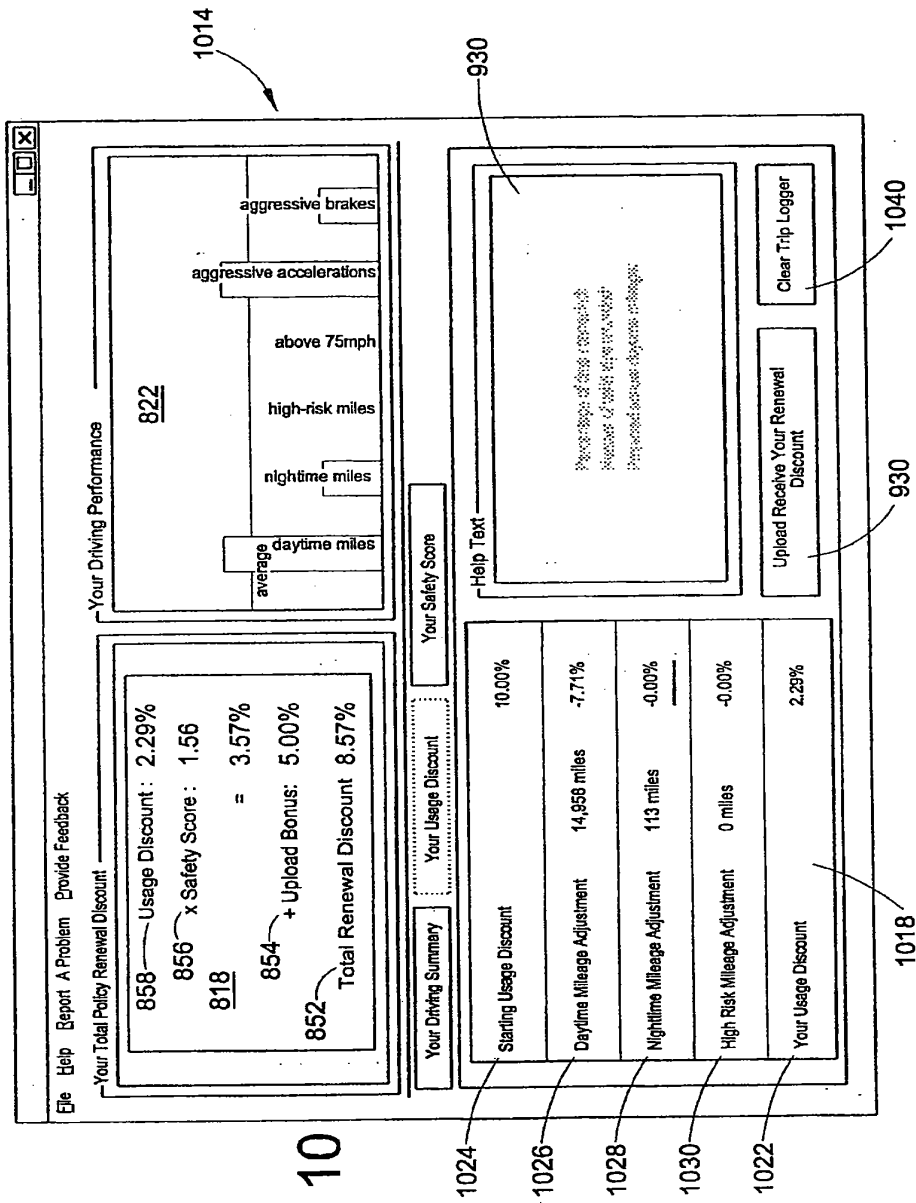 10
1014
File Help Report A Problem Provide Feedback
Your Total Policy Renewal Discount
858 Usage Discount : 2.29%
856 x Safety Score : 1.56
818 = 3.57%
854 + Upload Bonus: 5.00%
852 Total Renewal Discount 8.57%
Your Driving Performance
822
average
daytime miles
nightime miles
high-risk miles
above 75mph
aggressive accelerations
aggressive brakes
Your Driving Summary
Your Usage Discount
Your Safety Score
1024 Starting Usage Discount 10.00%
1026 Daytime Mileage Adjustment 14,958 miles -7.71%
1028 Nighttime Mileage Adjustment 113 miles -0.00%
1030 High Risk Mileage Adjustment 0 miles -0.00%
1022 Your Usage Discount 2.29%
1018
Help Text
930
Upload Receive Your Renewal
Discount
930
Clear Trip Logger
1040